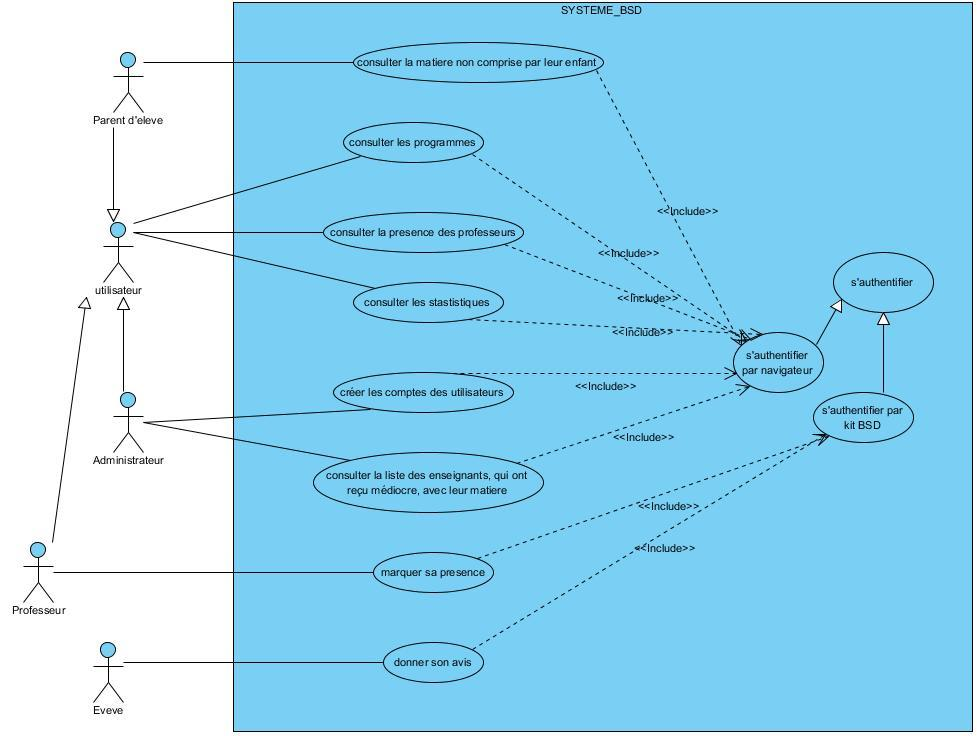 SYSTEME_BSD
consulter la matiere non comprise par leur enfant
Parent d'eleve
consulter les programmes
<<Include>>
consulter la presence des professeurs
<<Include>>
utilisateur
s'authentifier
consulter les stastistiques
<<Include>>
<<Include>>
s'authentifier
par navigateur
créer les comptes des utilisateurs
<<Include>>
s'authentifier par
kit BSD
<<Include>>
Administrateur
consulter la liste des enseignants, qui ont
reçu médiocre, avec leur matiere
<<Include>>
<<Include>>
marquer sa presence
Professeur
donner son avis
Eveve